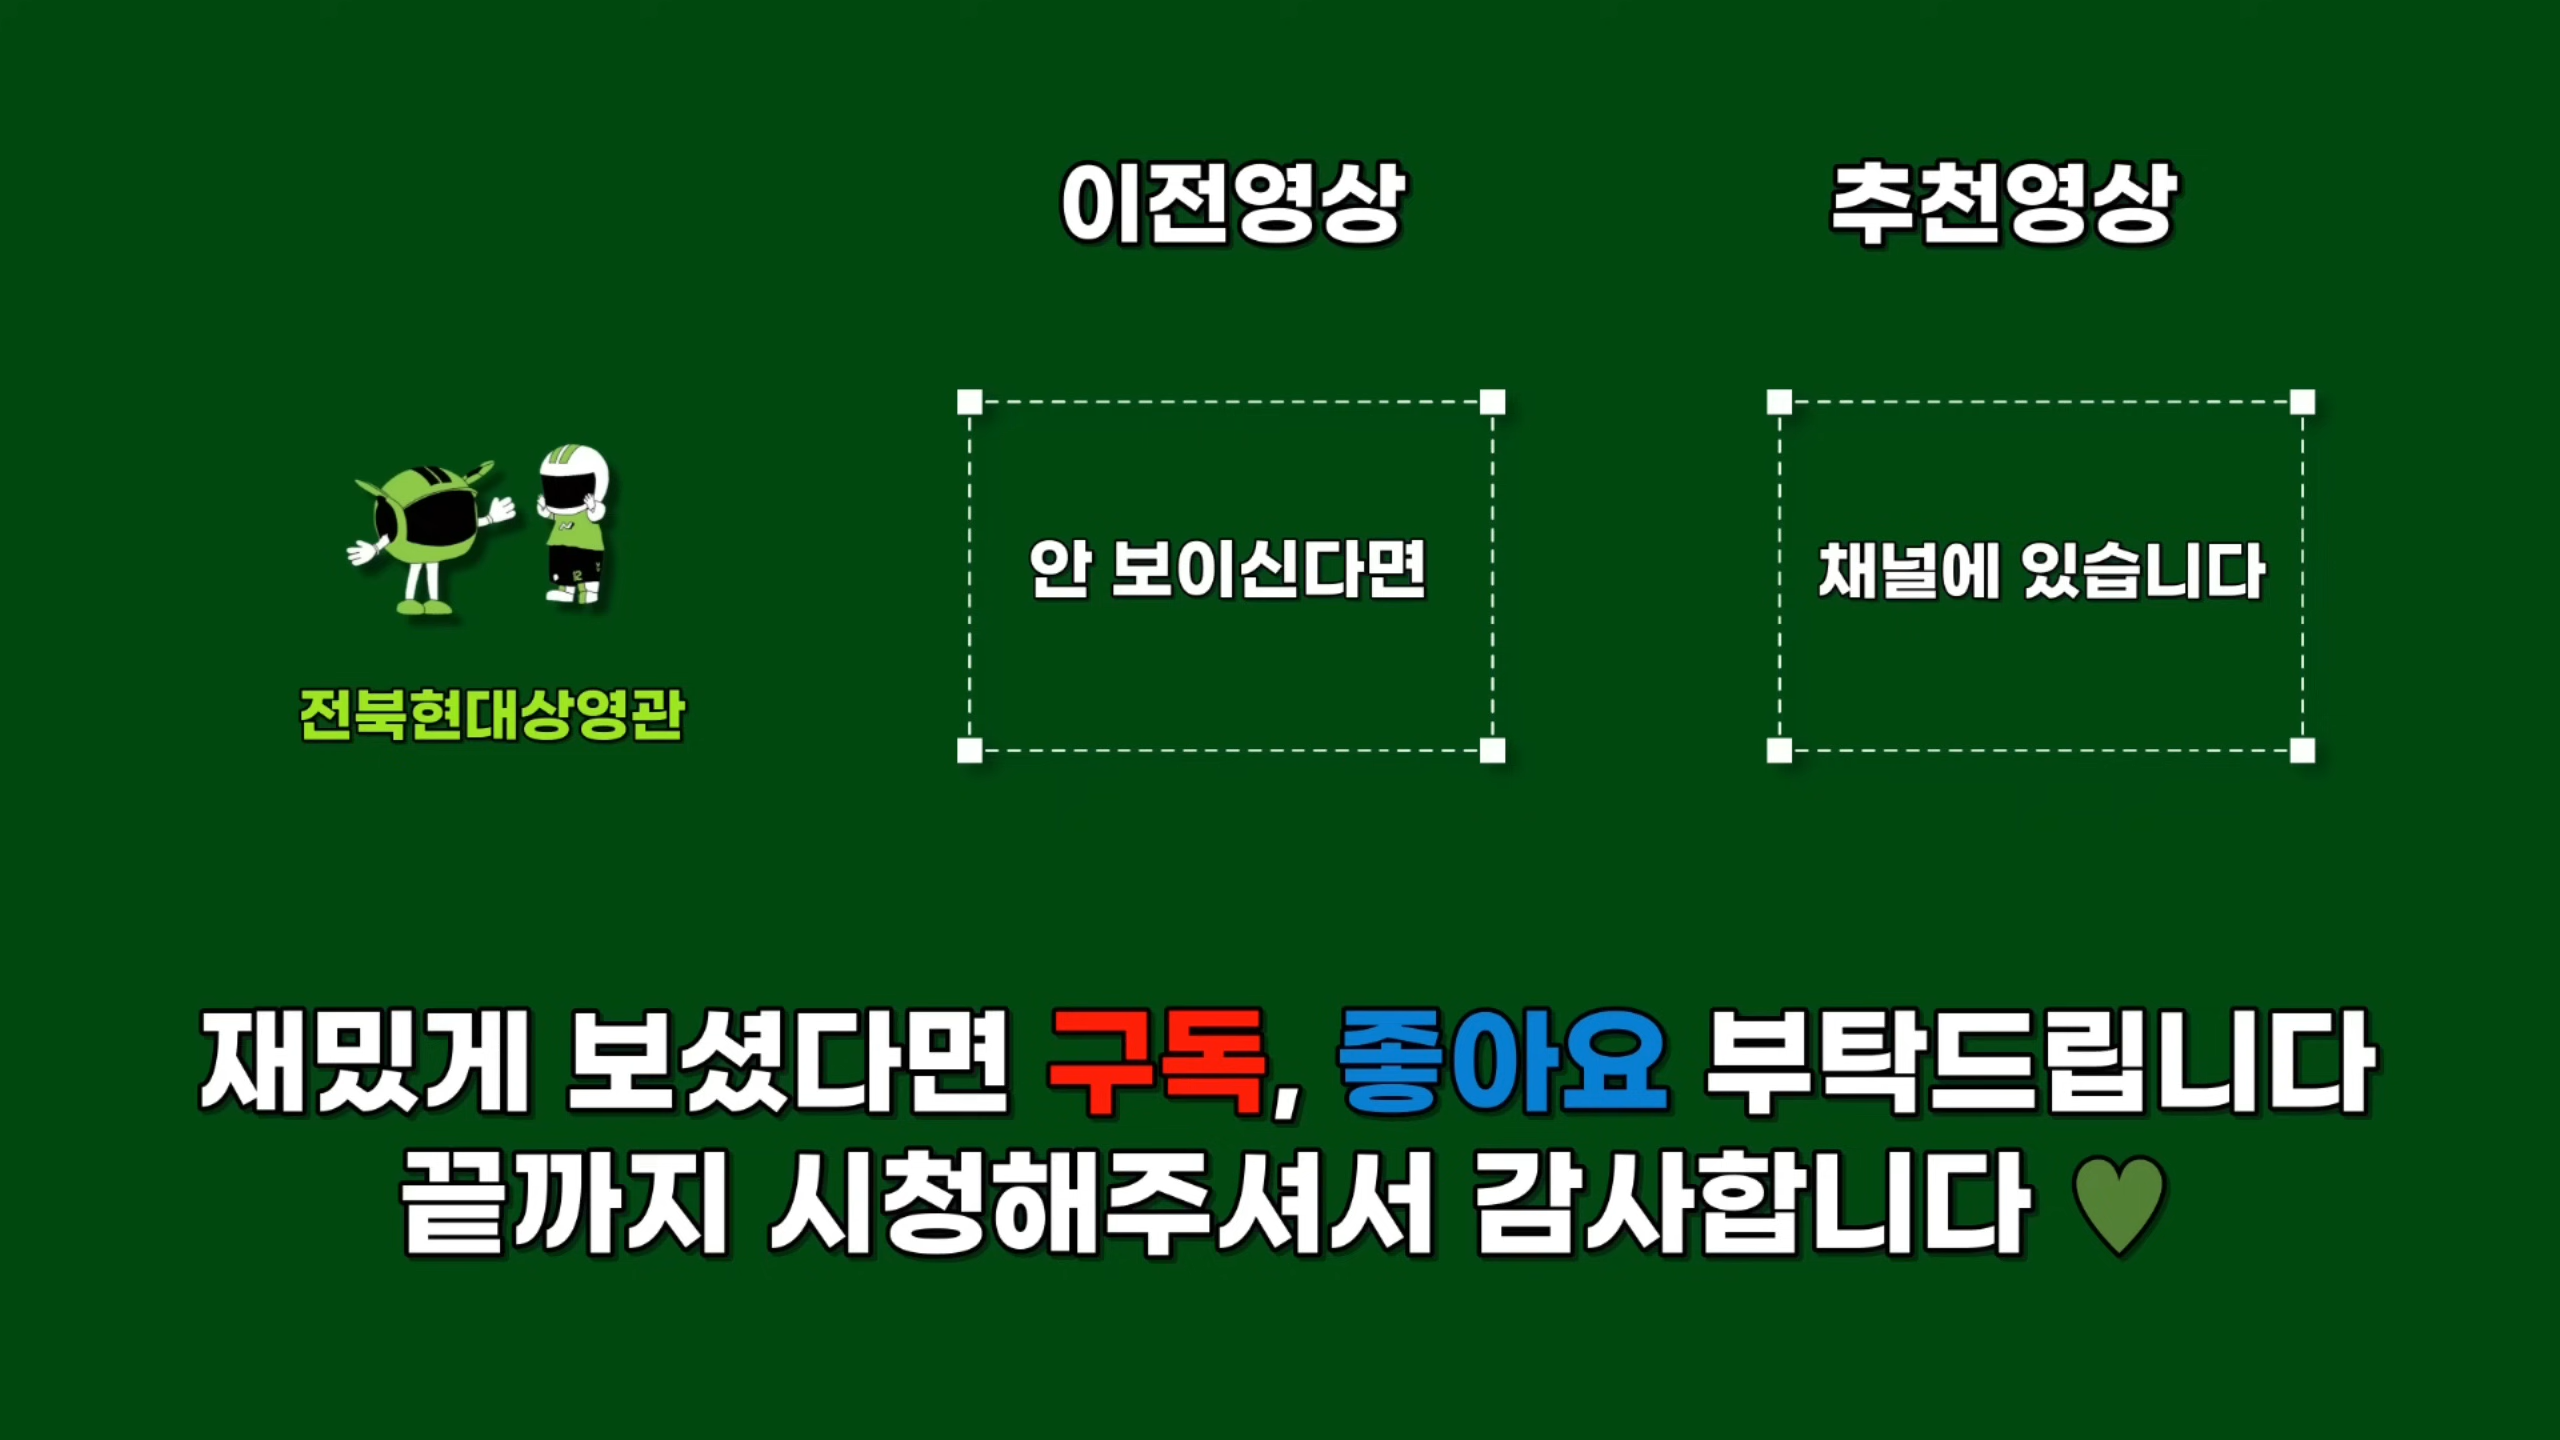 이전영상
추천영상
안 보이신다면
채널에 있습니다
전북현대상영관
재밌게 보셨다면 구독, 좋아요 부탁드립니다
끝까지 시청해주셔서 감사합니다 ♥
12